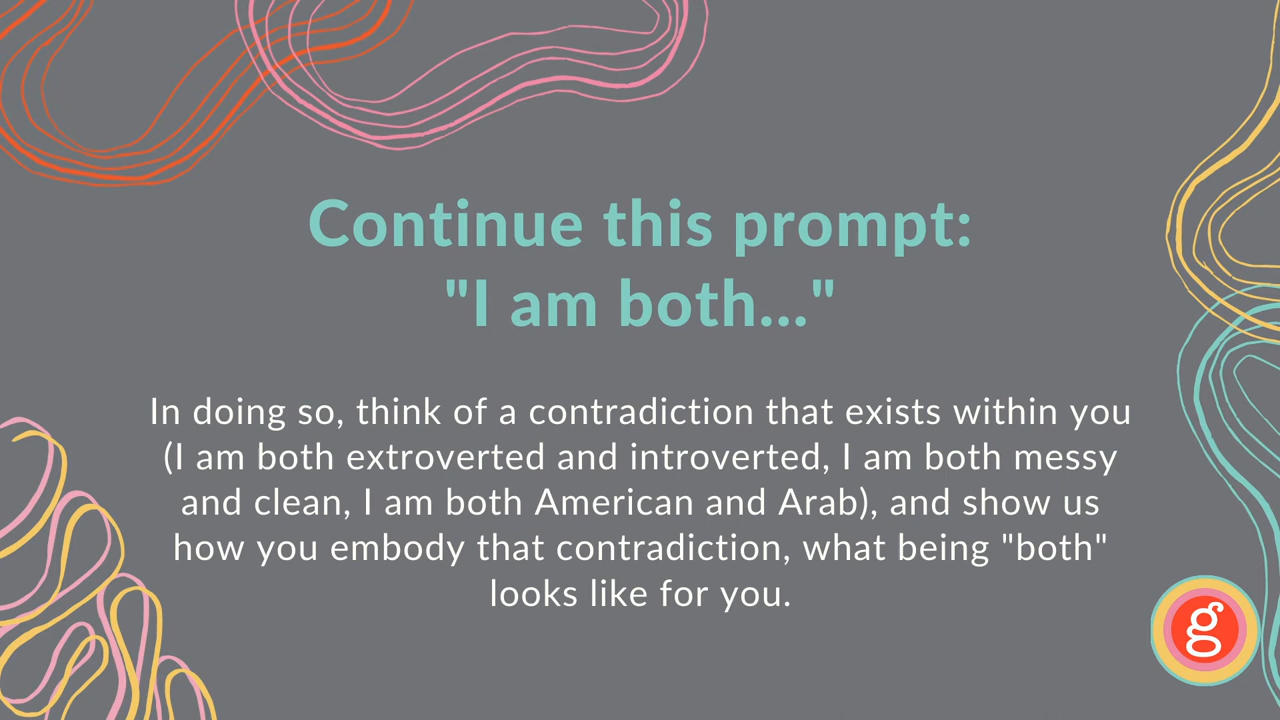 Continue this prompt:
"I am both..."
In doing so, think of a contradiction that exists within you
(I am both extroverted and introverted, I am both messy
and clean, I am both American and Arab), and show us
how you embody that contradiction, what being "both"
looks like for you.
g